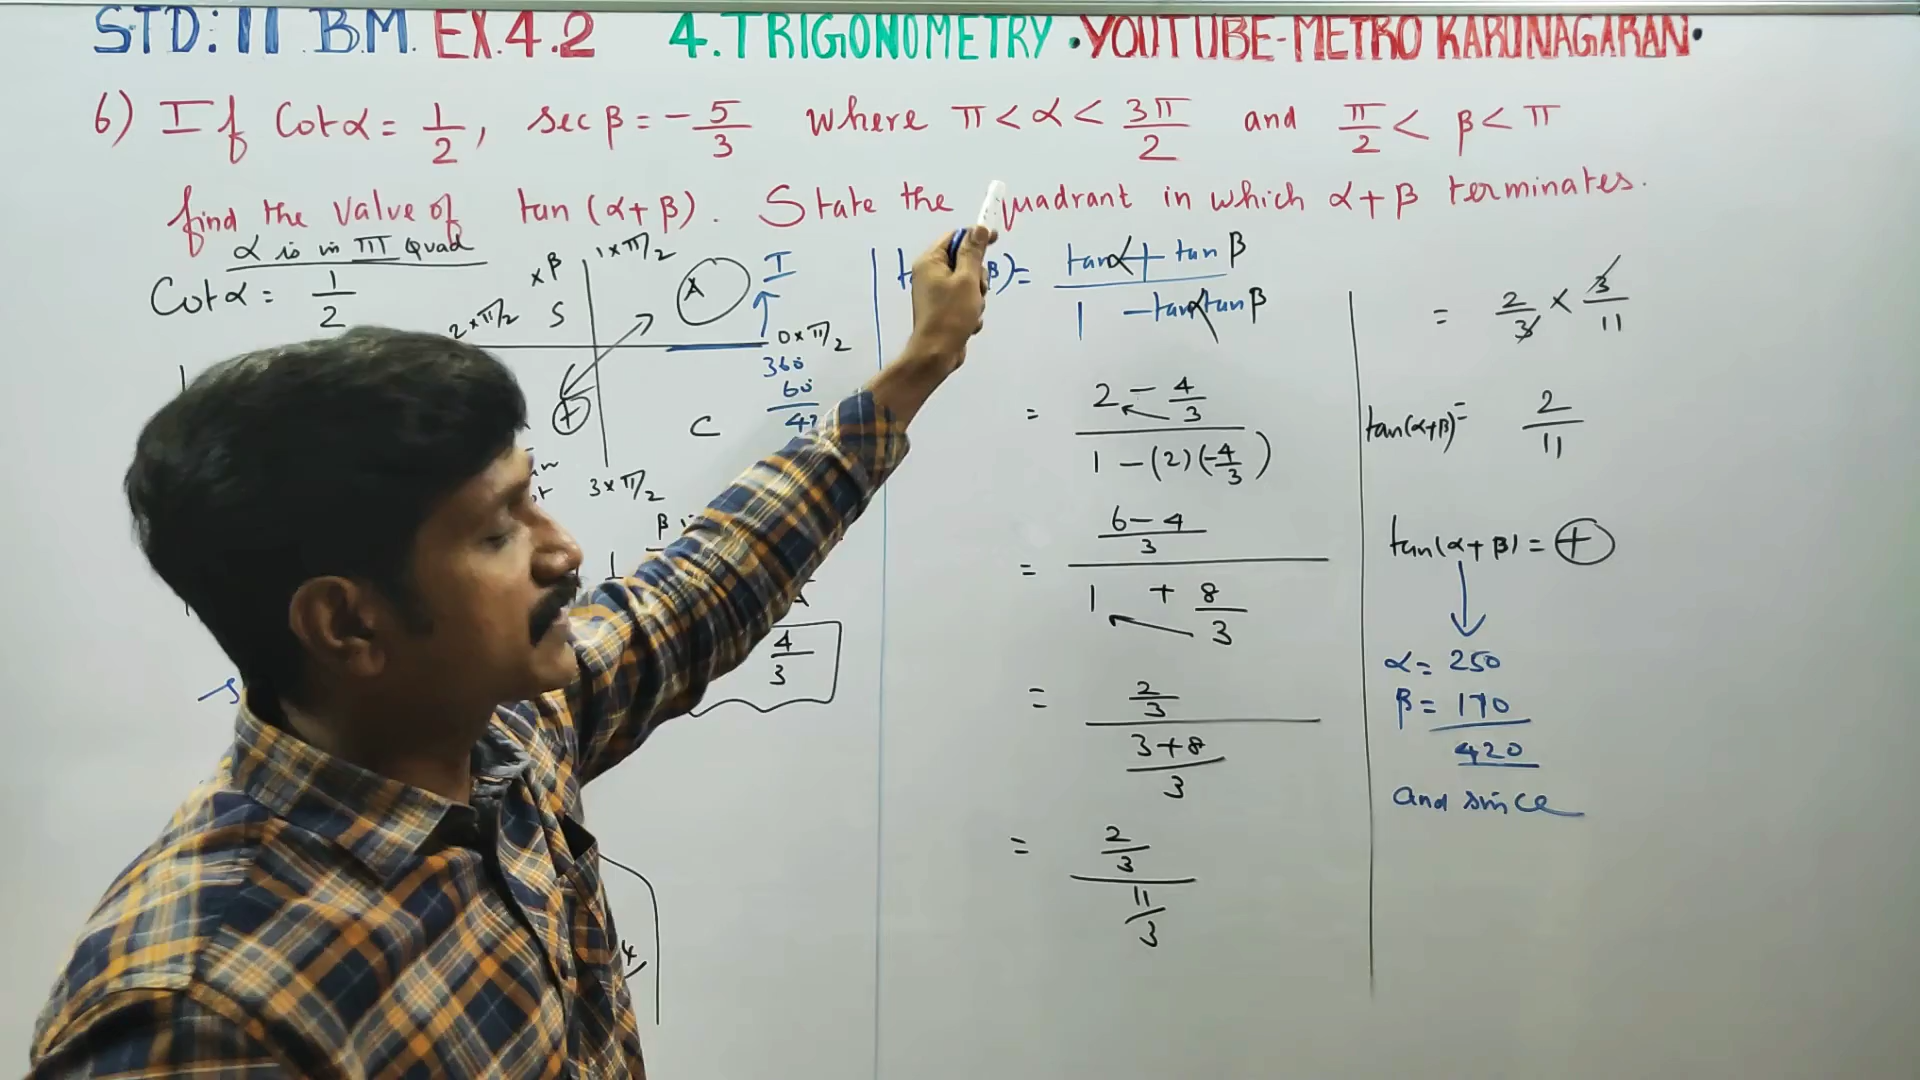 STD: 11 B.M. EX.4.2 4. TRIGONOMETRY • YOUTUBE-METRO KARUNAGARAN•
6) If Cot α = 1/2, sec β = -5/3 where π < α < 3π/2 and π/2 < β < π
find the value of tan (α+β). State the quadrant in which α+β terminates.
α is in III Quad
Cot α = 1/2
×β 1×π/2
S A I
2×π/2 0×π/2
360
60
+ C
3×π/2
β
4/3
β) = tanα + tanβ / 1 - tanα tanβ
= 2 - 4/3 / 1 - (2)(-4/3)
= 6-4/3 / 1 + 8/3
= 2/3 / 3+8/3
= 2/3 / 11/3
= 2/3 × 3/11
tan(α+β) = 2/11
tan(α+β) = +
α = 250
β = 170
420
and since